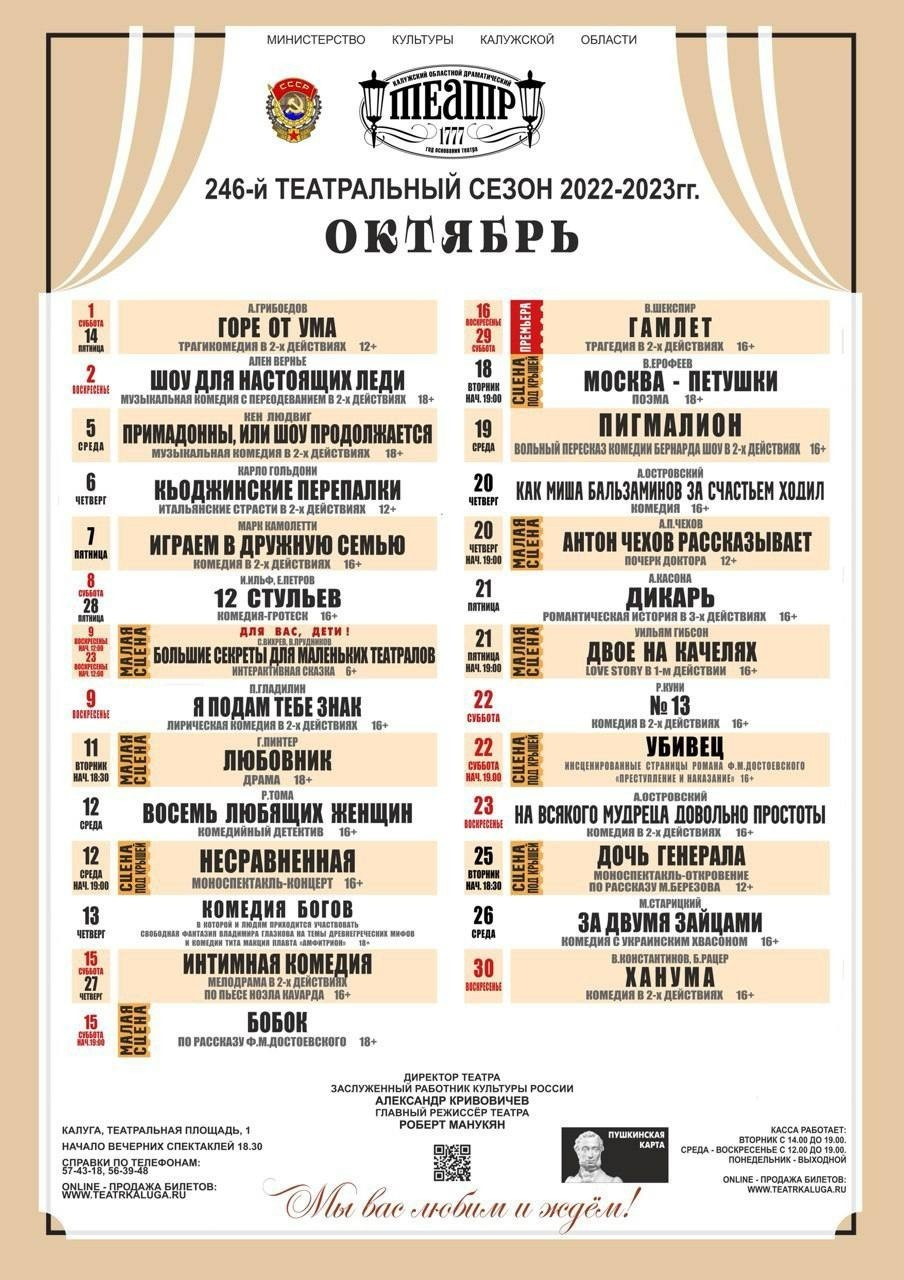 МИНИСТЕРСТВО КУЛЬТУРЫ КАЛУЖСКОЙ ОБЛАСТИ
СССР
КАЛУЖСКИЙ ОБЛАСТНОЙ ДРАМАТИЧЕСКИЙ
ТЕАТР
1777
год основания театра
246-й ТЕАТРАЛЬНЫЙ СЕЗОН 2022-2023гг.
ОКТЯБРЬ
1
СУББОТА
14
ПЯТНИЦА
А.ГРИБОЕДОВ
ГОРЕ ОТ УМА
ТРАГИКОМЕДИЯ В 2-х ДЕЙСТВИЯХ 12+
2
ВОСКРЕСЕНЬЕ
АЛЕН ВЕРНЬЕ
ШОУ ДЛЯ НАСТОЯЩИХ ЛЕДИ
МУЗЫКАЛЬНАЯ КОМЕДИЯ С ПЕРЕОДЕВАНИЕМ В 2-х ДЕЙСТВИЯХ 18+
5
СРЕДА
КЕН ЛЮДВИГ
ПРИМАДОННЫ, ИЛИ ШОУ ПРОДОЛЖАЕТСЯ
МУЗЫКАЛЬНАЯ КОМЕДИЯ В 2-х ДЕЙСТВИЯХ 18+
6
ЧЕТВЕРГ
КАРЛО ГОЛЬДОНИ
КЬОДЖИНСКИЕ ПЕРЕПАЛКИ
ИТАЛЬЯНСКИЕ СТРАСТИ В 2-х ДЕЙСТВИЯХ 12+
7
ПЯТНИЦА
МАРК КАМОЛЕТТИ
ИГРАЕМ В ДРУЖНУЮ СЕМЬЮ
КОМЕДИЯ В 2-х ДЕЙСТВИЯХ 16+
8
СУББОТА
28
ПЯТНИЦА
И.ИЛЬФ, Е.ПЕТРОВ
12 СТУЛЬЕВ
КОМЕДИЯ-ГРОТЕСК 16+
9
ВОСКРЕСЕНЬЕ
НАЧ. 12:00
23
ВОСКРЕСЕНЬЕ
НАЧ. 12:00
МАЛАЯ СЦЕНА
ДЛЯ ВАС, ДЕТИ!
С.ВИХРЕВ, В.ПРУДНИКОВ
БОЛЬШИЕ СЕКРЕТЫ ДЛЯ МАЛЕНЬКИХ ТЕАТРАЛОВ
ИНТЕРАКТИВНАЯ СКАЗКА 6+
9
ВОСКРЕСЕНЬЕ
П.ГЛАДИЛИН
Я ПОДАМ ТЕБЕ ЗНАК
ЛИРИЧЕСКАЯ КОМЕДИЯ В 2-х ДЕЙСТВИЯХ 16+
11
ВТОРНИК
НАЧ. 18:30
МАЛАЯ СЦЕНА
Г.ПИНТЕР
ЛЮБОВНИК
ДРАМА 18+
12
СРЕДА
Р.ТОМА
ВОСЕМЬ ЛЮБЯЩИХ ЖЕНЩИН
КОМЕДИЙНЫЙ ДЕТЕКТИВ 16+
12
СРЕДА
НАЧ. 19:00
СЦЕНА ПОД КРЫШЕЙ
НЕСРАВНЕННАЯ
МОНОСПЕКТАКЛЬ-КОНЦЕРТ 16+
13
ЧЕТВЕРГ
КОМЕДИЯ БОГОВ
В КОТОРОЙ И ЛЮДЯМ ПРИХОДИТСЯ УЧАСТВОВАТЬ
СВОБОДНАЯ ФАНТАЗИЯ ВЛАДИМИРА ГЛАЗКОВА НА ТЕМЫ ДРЕВНЕГРЕЧЕСКИХ МИФОВ
И КОМЕДИИ ТИТА МАКЦИЯ ПЛАВТА «АМФИТРИОН» 18+
15
СУББОТА
27
ЧЕТВЕРГ
ИНТИМНАЯ КОМЕДИЯ
МЕЛОДРАМА В 2-х ДЕЙСТВИЯХ
ПО ПЬЕСЕ НОЭЛА КАУАРДА 16+
15
СУББОТА
НАЧ.19:00
МАЛАЯ СЦЕНА
БОБОК
ПО РАССКАЗУ Ф.М.ДОСТОЕВСКОГО 18+
16
ВОСКРЕСЕНЬЕ
29
СУББОТА
ПРЕМЬЕРА
В.ШЕКСПИР
ГАМЛЕТ
ТРАГЕДИЯ В 2-х ДЕЙСТВИЯХ 16+
18
ВТОРНИК
НАЧ. 19:00
СЦЕНА ПОД КРЫШЕЙ
В.ЕРОФЕЕВ
МОСКВА - ПЕТУШКИ
ПОЭМА 18+
19
СРЕДА
ПИГМАЛИОН
ВОЛЬНЫЙ ПЕРЕСКАЗ КОМЕДИИ БЕРНАРДА ШОУ В 2-х ДЕЙСТВИЯХ 16+
20
ЧЕТВЕРГ
А.ОСТРОВСКИЙ
КАК МИША БАЛЬЗАМИНОВ ЗА СЧАСТЬЕМ ХОДИЛ
КОМЕДИЯ 16+
20
ЧЕТВЕРГ
НАЧ. 19:00
МАЛАЯ СЦЕНА
А.П.ЧЕХОВ
АНТОН ЧЕХОВ РАССКАЗЫВАЕТ
ПОЧЕРК ДОКТОРА 12+
21
ПЯТНИЦА
А.КАСОНА
ДИКАРЬ
РОМАНТИЧЕСКАЯ ИСТОРИЯ В 3-х ДЕЙСТВИЯХ 16+
21
ПЯТНИЦА
НАЧ. 19:00
МАЛАЯ СЦЕНА
УИЛЬЯМ ГИБСОН
ДВОЕ НА КАЧЕЛЯХ
LOVE STORY В 1-м ДЕЙСТВИИ 16+
22
СУББОТА
Р.КУНИ
№ 13
КОМЕДИЯ В 2-х ДЕЙСТВИЯХ 16+
22
СУББОТА
НАЧ. 19.00
СЦЕНА ПОД КРЫШЕЙ
УБИВЕЦ
ИНСЦЕНИРОВАННЫЕ СТРАНИЦЫ РОМАНА Ф.М.ДОСТОЕВСКОГО
«ПРЕСТУПЛЕНИЕ И НАКАЗАНИЕ» 16+
23
ВОСКРЕСЕНЬЕ
А.ОСТРОВСКИЙ
НА ВСЯКОГО МУДРЕЦА ДОВОЛЬНО ПРОСТОТЫ
КОМЕДИЯ В 2-х ДЕЙСТВИЯХ 16+
25
ВТОРНИК
НАЧ. 18:30
СЦЕНА ПОД КРЫШЕЙ
ДОЧЬ ГЕНЕРАЛА
МОНОСПЕКТАКЛЬ-ОТКРОВЕНИЕ
ПО РАССКАЗУ М.БЕРЕЗОВА 12+
26
СРЕДА
М.СТАРИЦКИЙ
ЗА ДВУМЯ ЗАЙЦАМИ
КОМЕДИЯ С УКРАИНСКИМ ХВАСОНОМ 16+
30
ВОСКРЕСЕНЬЕ
В.КОНСТАНТИНОВ, Б.РАЦЕР
ХАНУМА
КОМЕДИЯ В 2-х ДЕЙСТВИЯХ 16+
ДИРЕКТОР ТЕАТРА
ЗАСЛУЖЕННЫЙ РАБОТНИК КУЛЬТУРЫ РОССИИ
АЛЕКСАНДР КРИВОВИЧЕВ
ГЛАВНЫЙ РЕЖИССЁР ТЕАТРА
РОБЕРТ МАНУКЯН
КАЛУГА, ТЕАТРАЛЬНАЯ ПЛОЩАДЬ, 1
НАЧАЛО ВЕЧЕРНИХ СПЕКТАКЛЕЙ 18.30
СПРАВКИ ПО ТЕЛЕФОНАМ:
57-43-18, 56-39-48
ONLINE - ПРОДАЖА БИЛЕТОВ:
WWW.TEATRKALUGA.RU
ПУШКИНСКАЯ
КАРТА
КАССА РАБОТАЕТ:
ВТОРНИК С 14.00 ДО 19.00.
СРЕДА - ВОСКРЕСЕНЬЕ С 12.00 ДО 19.00.
ПОНЕДЕЛЬНИК - ВЫХОДНОЙ
ONLINE - ПРОДАЖА БИЛЕТОВ:
WWW.TEATRKALUGA.RU
Мы вас любим и ждём!